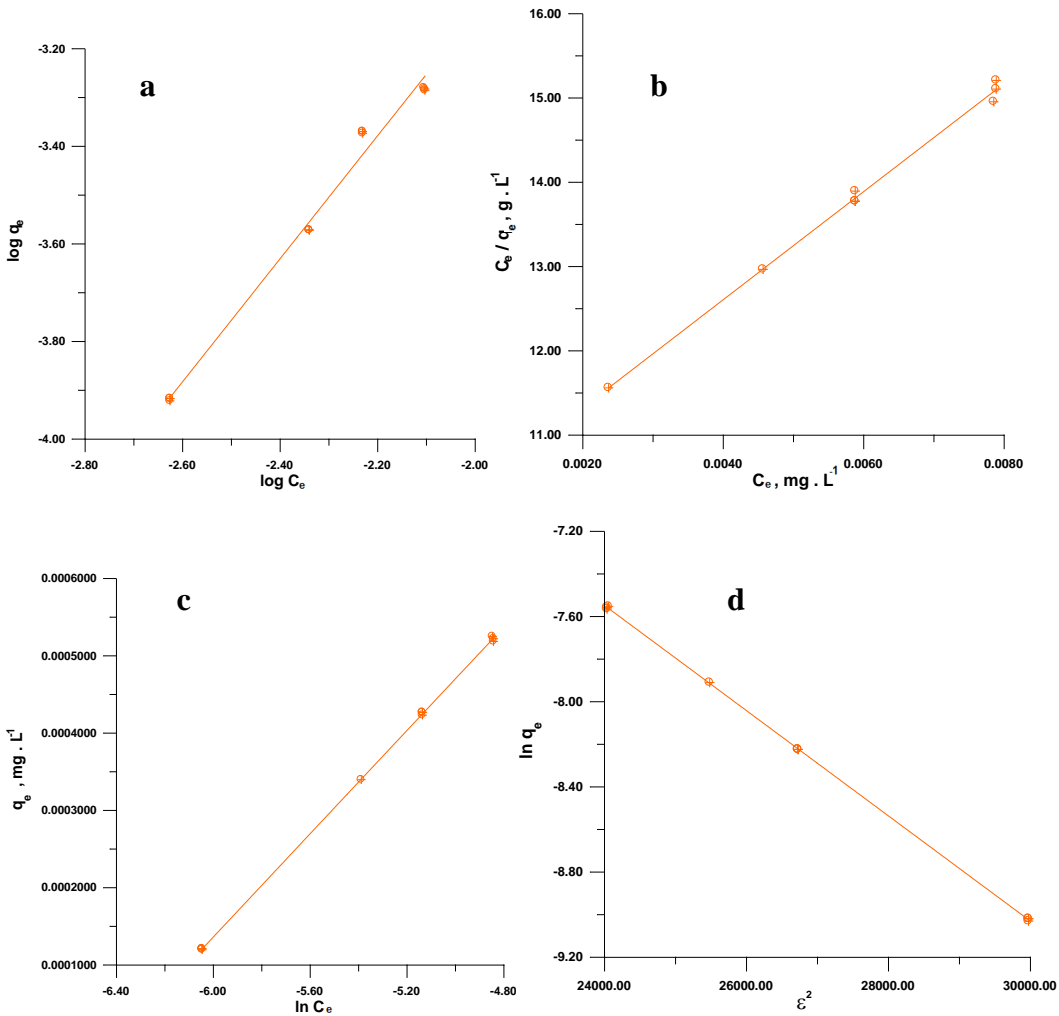 -3.20
-3.40
-3.60
-3.80
-4.00
log qe
a
-2.80 -2.60 -2.40 -2.20 -2.00
log Ce
16.00
15.00
14.00
13.00
12.00
11.00
Ce / qe , g . L-1
b
0.0020 0.0040 0.0060 0.0080
Ce , mg . L-1
0.0006000
0.0005000
0.0004000
0.0003000
0.0002000
0.0001000
qe , mg . L-1
c
-6.40 -6.00 -5.60 -5.20 -4.80
ln Ce
-7.20
-7.60
-8.00
-8.40
-8.80
-9.20
ln qe
d
24000.00 26000.00 28000.00 30000.00
ε2